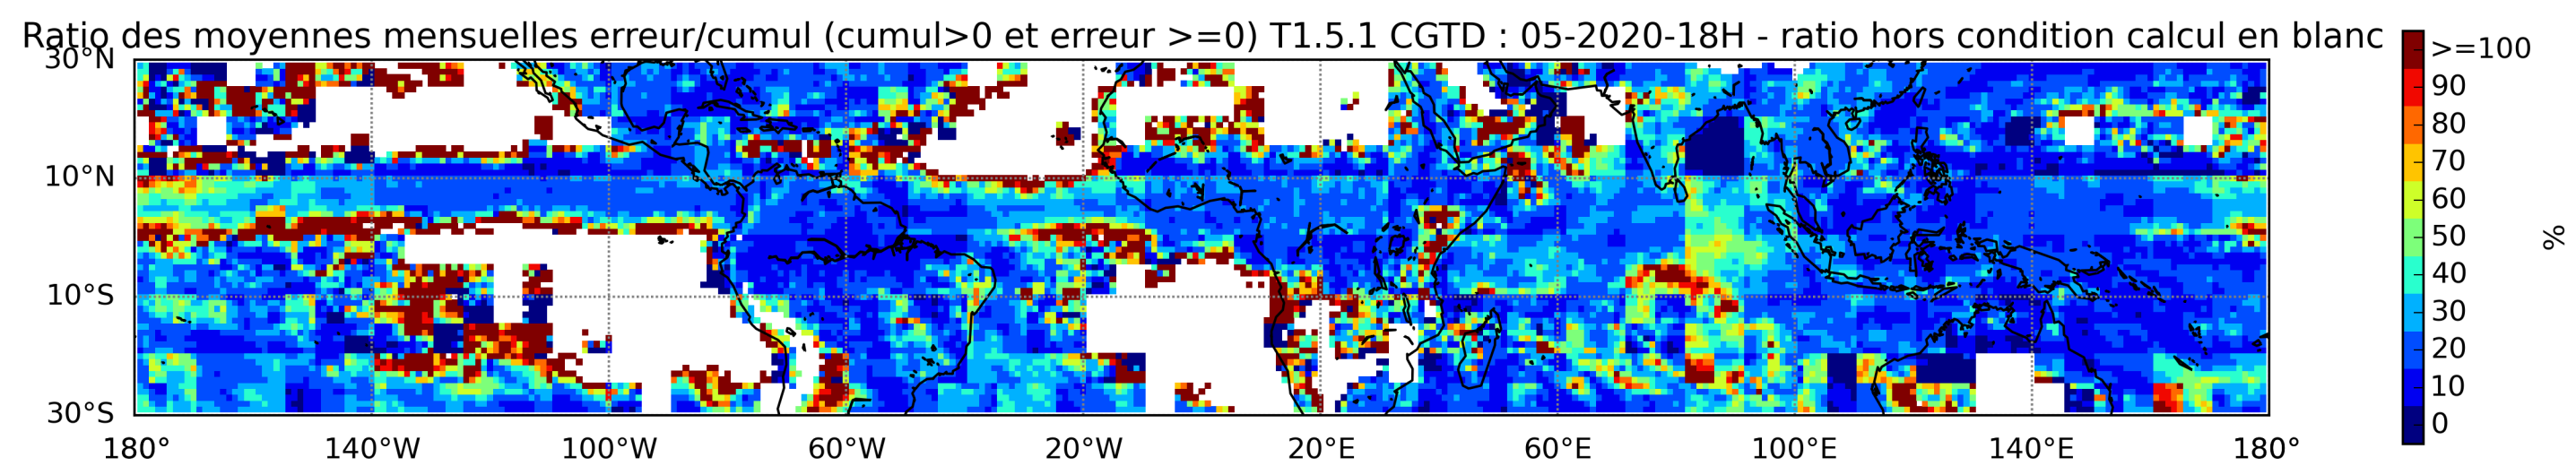 Ratio des moyennes mensuelles erreur/cumul (cumul>0 et erreur >=0) T1.5.1 CGTD : 05-2020-18H - ratio hors condition calcul en blanc
30°N
10°N
10°S
30°S
180° 140°W 100°W 60°W 20°W 20°E 60°E 100°E 140°E 180°
>=100
90
80
70
60
50
40
30
20
10
0
%